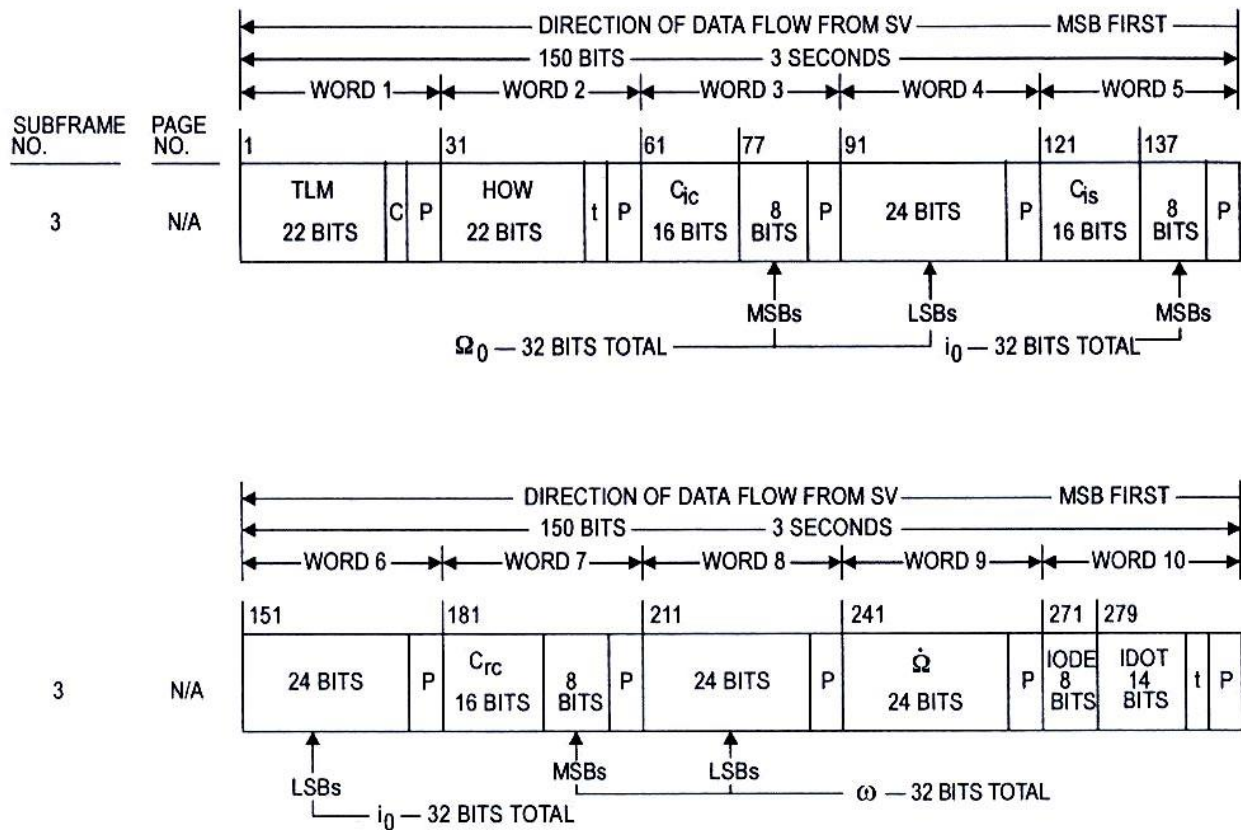 DIRECTION OF DATA FLOW FROM SV MSB FIRST
150 BITS 3 SECONDS
WORD 1 WORD 2 WORD 3 WORD 4 WORD 5
SUBFRAME NO. PAGE NO. 1 31 61 77 91 121 137
3 N/A TLM 22 BITS C P HOW 22 BITS t P Cic 16 BITS 8 BITS P 24 BITS P Cis 16 BITS 8 BITS P
MSBs LSBs MSBs
Ω0 — 32 BITS TOTAL i0 — 32 BITS TOTAL
DIRECTION OF DATA FLOW FROM SV MSB FIRST
150 BITS 3 SECONDS
WORD 6 WORD 7 WORD 8 WORD 9 WORD 10
151 181 211 241 271 279
3 N/A 24 BITS P Crc 16 BITS 8 BITS P 24 BITS P Ω̇ 24 BITS P IODE 8 BITS IDOT 14 BITS t P
LSBs MSBs LSBs ω — 32 BITS TOTAL
i0 — 32 BITS TOTAL